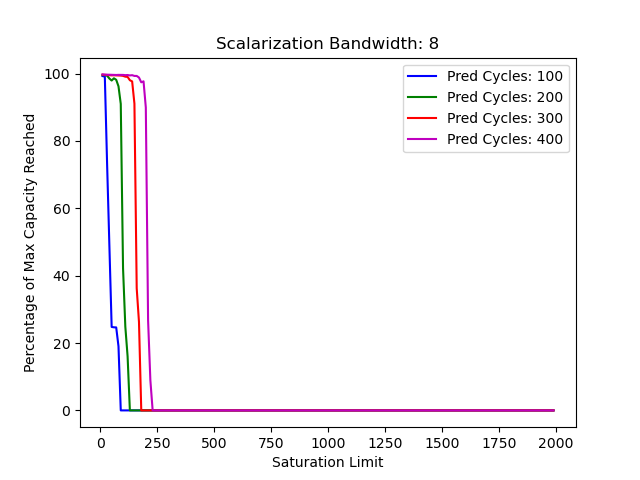 Scalarization Bandwidth: 8
Pred Cycles: 100
Pred Cycles: 200
Pred Cycles: 300
Pred Cycles: 400
Percentage of Max Capacity Reached
100
80
60
40
20
0
0 250 500 750 1000 1250 1500 1750 2000
Saturation Limit